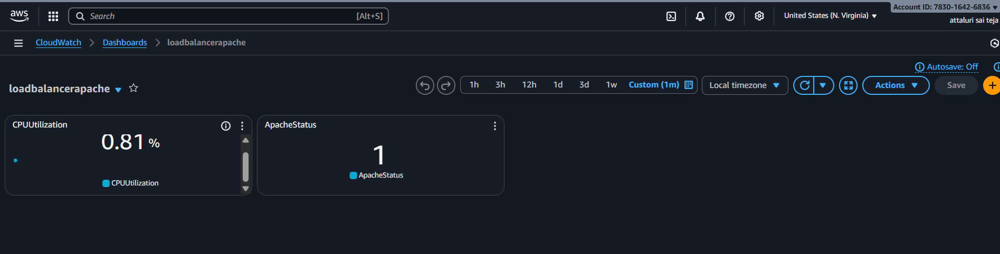 Account ID: 7830-1642-6836
aws
Search
[Alt+S]
United States (N. Virginia)
attaluri sai teja
CloudWatch
Dashboards
loadbalancerapache
Autosave: Off
loadbalancerapache
1h
3h
12h
1d
3d
1w
Custom (1m)
Local timezone
Actions
Save
CPUUtilization
0.81 %
CPUUtilization
ApacheStatus
1
ApacheStatus